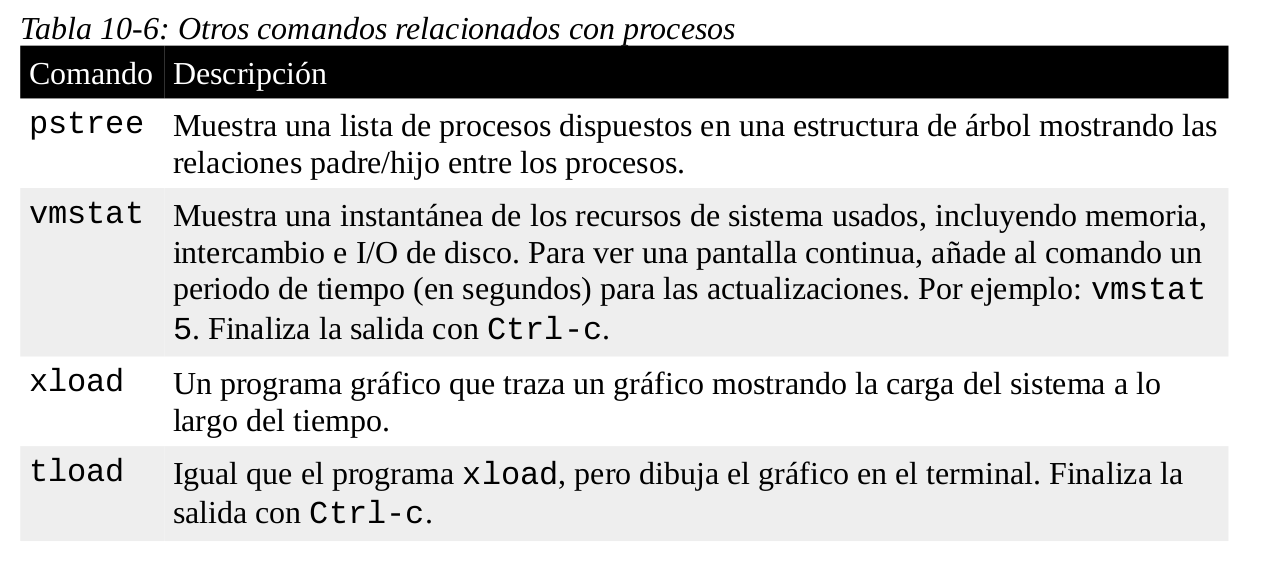 Tabla 10-6: Otros comandos relacionados con procesos
Comando Descripción
pstree Muestra una lista de procesos dispuestos en una estructura de árbol mostrando las
relaciones padre/hijo entre los procesos.
vmstat Muestra una instantánea de los recursos de sistema usados, incluyendo memoria,
intercambio e I/O de disco. Para ver una pantalla continua, añade al comando un
periodo de tiempo (en segundos) para las actualizaciones. Por ejemplo: vmstat
5. Finaliza la salida con Ctrl-c.
xload Un programa gráfico que traza un gráfico mostrando la carga del sistema a lo
largo del tiempo.
tload Igual que el programa xload, pero dibuja el gráfico en el terminal. Finaliza la
salida con Ctrl-c.